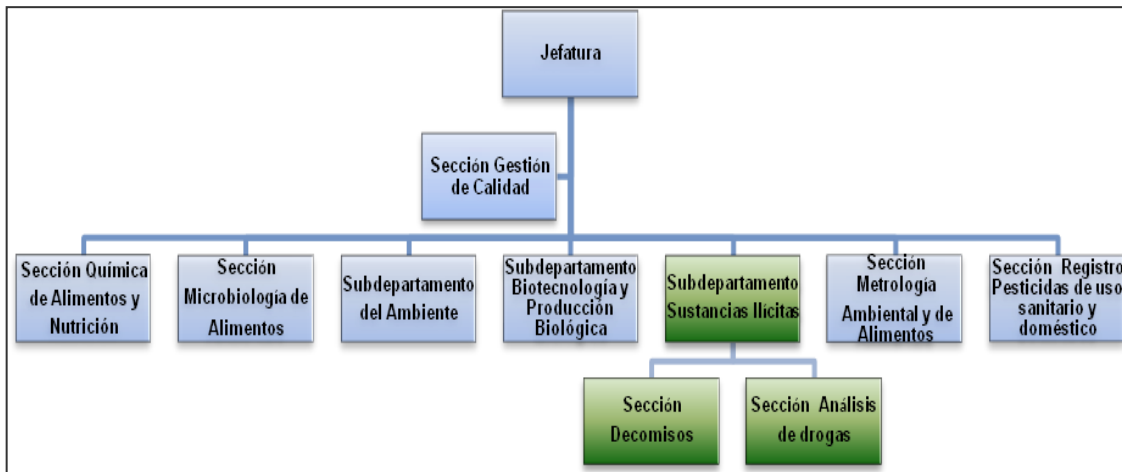 Jefatura
Sección Gestión
de Calidad
Sección Química
de Alimentos y
Nutrición
Sección
Microbiología de
Alimentos
Subdepartamento
del Ambiente
Subdepartamento
Biotecnología y
Producción
Biológica
Subdepartamento
Sustancias Ilícitas
Sección
Metrología
Ambiental y de
Alimentos
Sección Registro
Pesticidas de uso
sanitario y
doméstico
Sección
Decomisos
Sección Análisis
de drogas